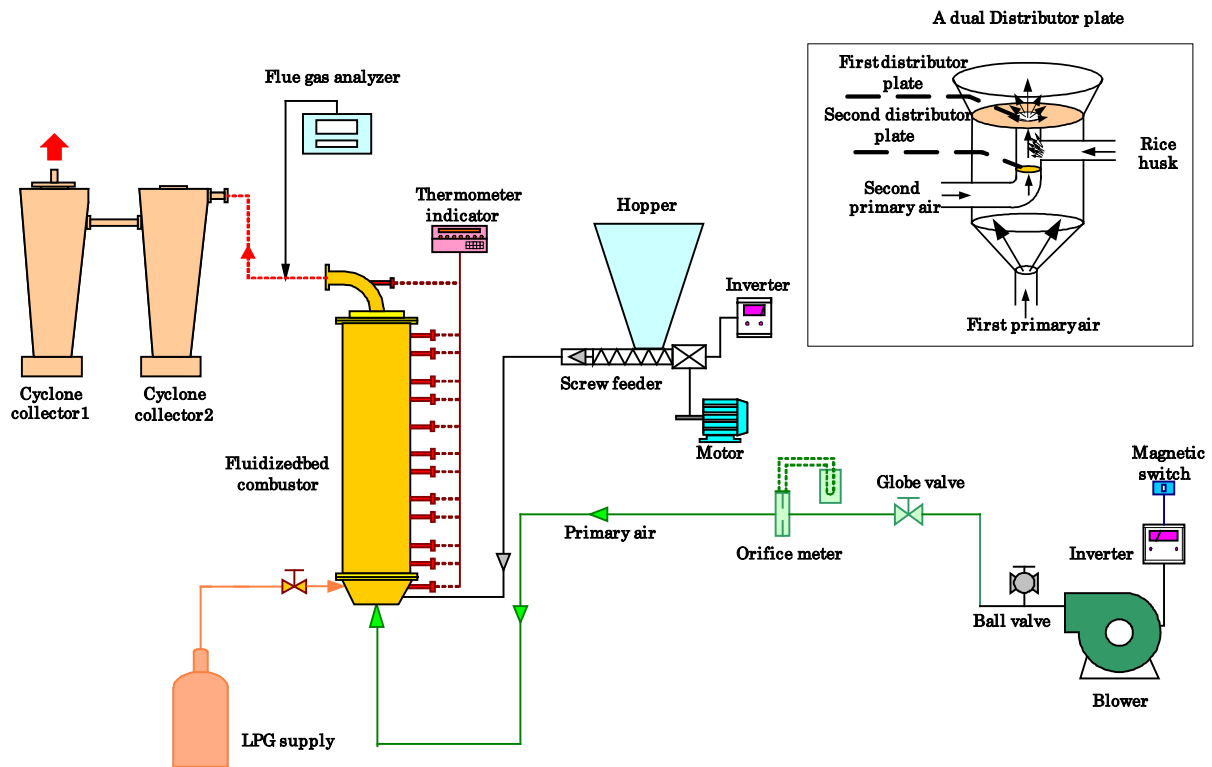 A dual Distributor plate
First distributor
plate
Second distributor
plate
Rice
husk
Second
primary air
First primary air
Flue gas analyzer
Thermometer
indicator
Hopper
Inverter
Cyclone
collector1
Cyclone
collector2
Screw feeder
Motor
Fluidized bed
combustor
Magnetic
switch
Globe valve
Primary air
Orifice meter
Inverter
Ball valve
Blower
LPG supply